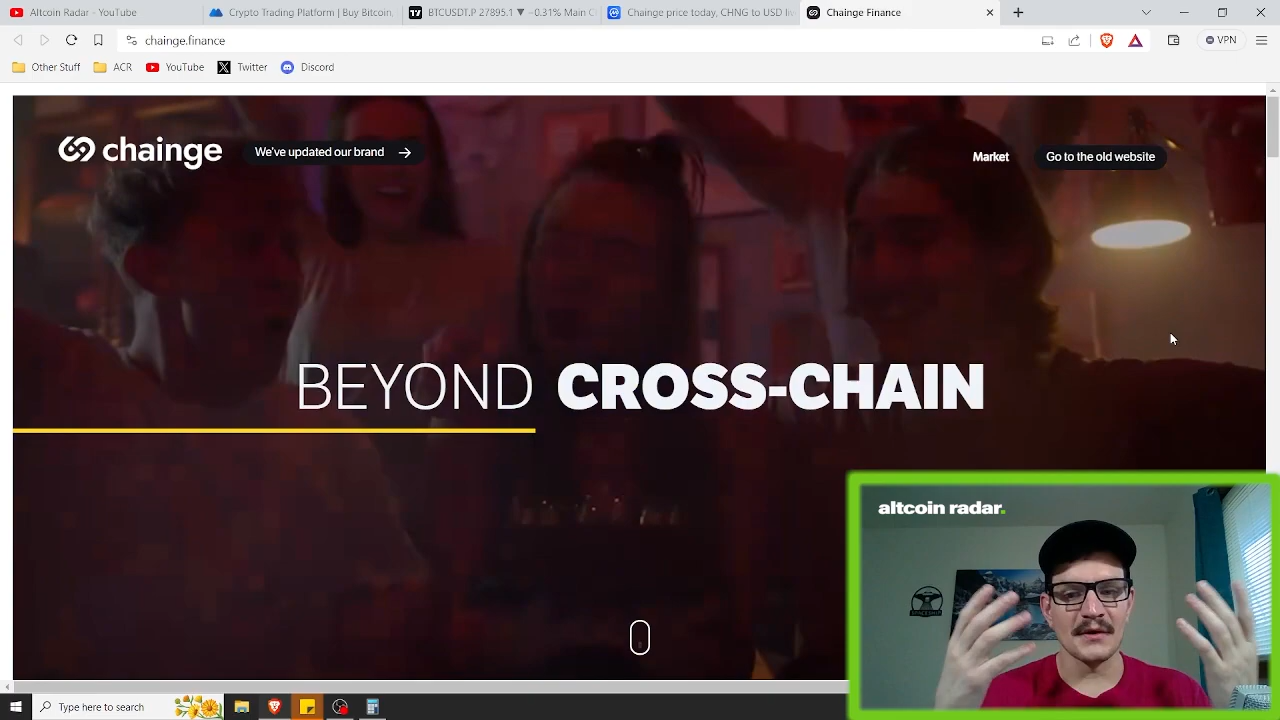 Altcoin Radar - YouTube
Crypto Trading Platform | Buy Bitcoin,
BTCUSDT.P 27895.1 ▼ −0.31% Main C
Chainge price today, CHNG to USD liv
Chainge Finance
chainge.finance
VPN
Other Stuff
ACR
YouTube
Twitter
Discord
chainge
We've updated our brand
Market
Go to the old website
BEYOND CROSS-CHAIN
altcoin radar.
Type here to search